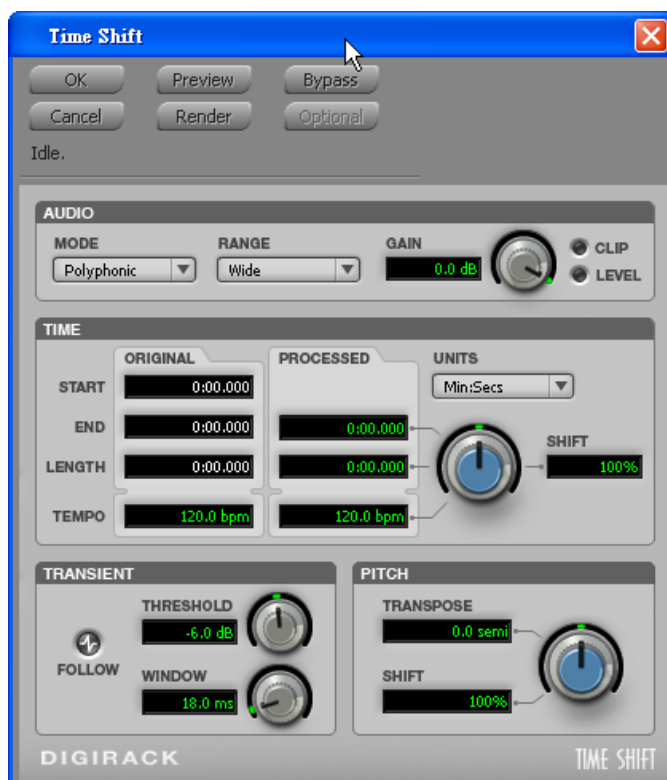 Time Shift
OK Preview Bypass
Cancel Render Optional
Idle.
AUDIO
MODE RANGE GAIN
Polyphonic Wide 0.0 dB CLIP
LEVEL
TIME
ORIGINAL PROCESSED UNITS
START 0:00.000 Min:Secs
END 0:00.000 0:00.000 SHIFT
LENGTH 0:00.000 0:00.000 100%
TEMPO 120.0 bpm 120.0 bpm
TRANSIENT PITCH
THRESHOLD TRANSPOSE
-6.0 dB 0.0 semi
FOLLOW WINDOW SHIFT
18.0 ms 100%
DIGIRACK TIME SHIFT